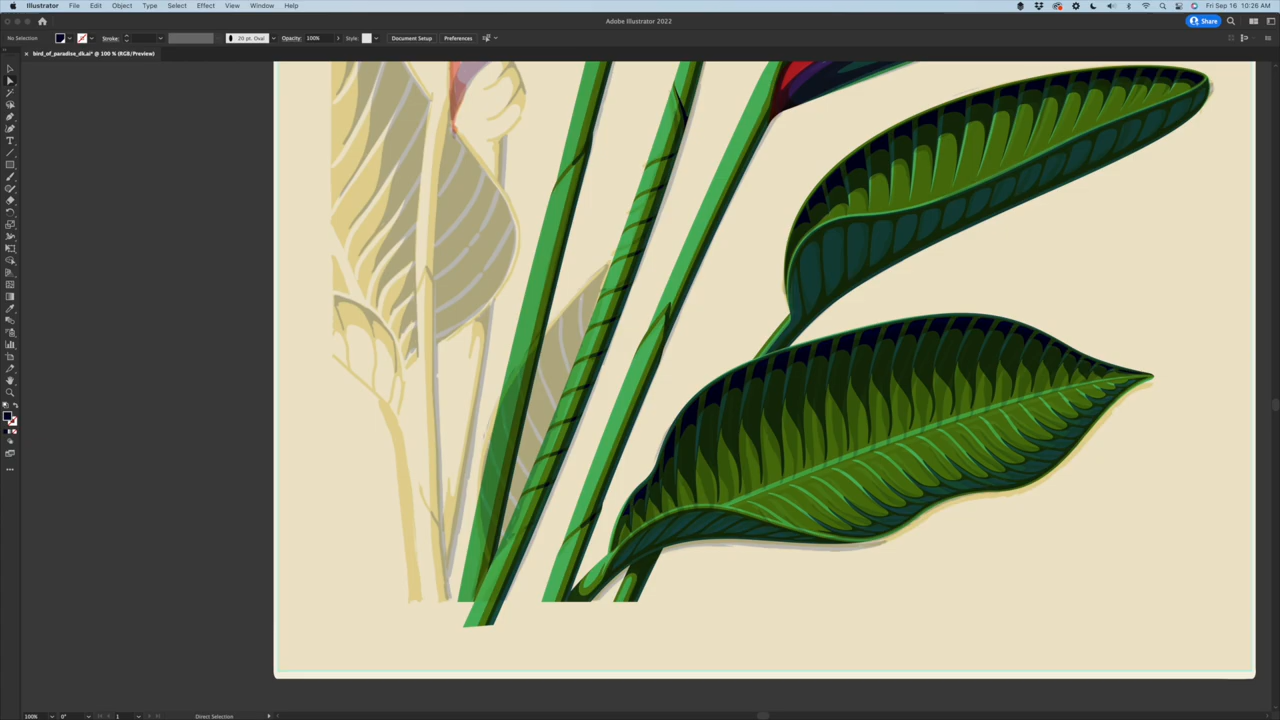 Illustrator File Edit Object Type Select Effect View Window Help Fri Sep 16 10:26 AM
Adobe Illustrator 2022 Share
No Selection Stroke: 20 pt. Oval Opacity: 100% Style: Document Setup Preferences
× bird_of_paradise_dk.ai* @ 100 % (RGB/Preview)
100% 0° 1 Direct Selection